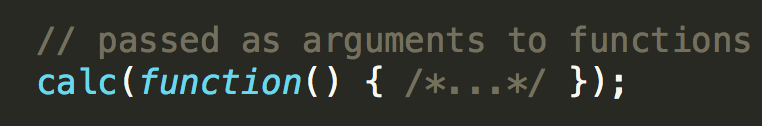 // passed as arguments to functions
calc(function() { /*...*/ });